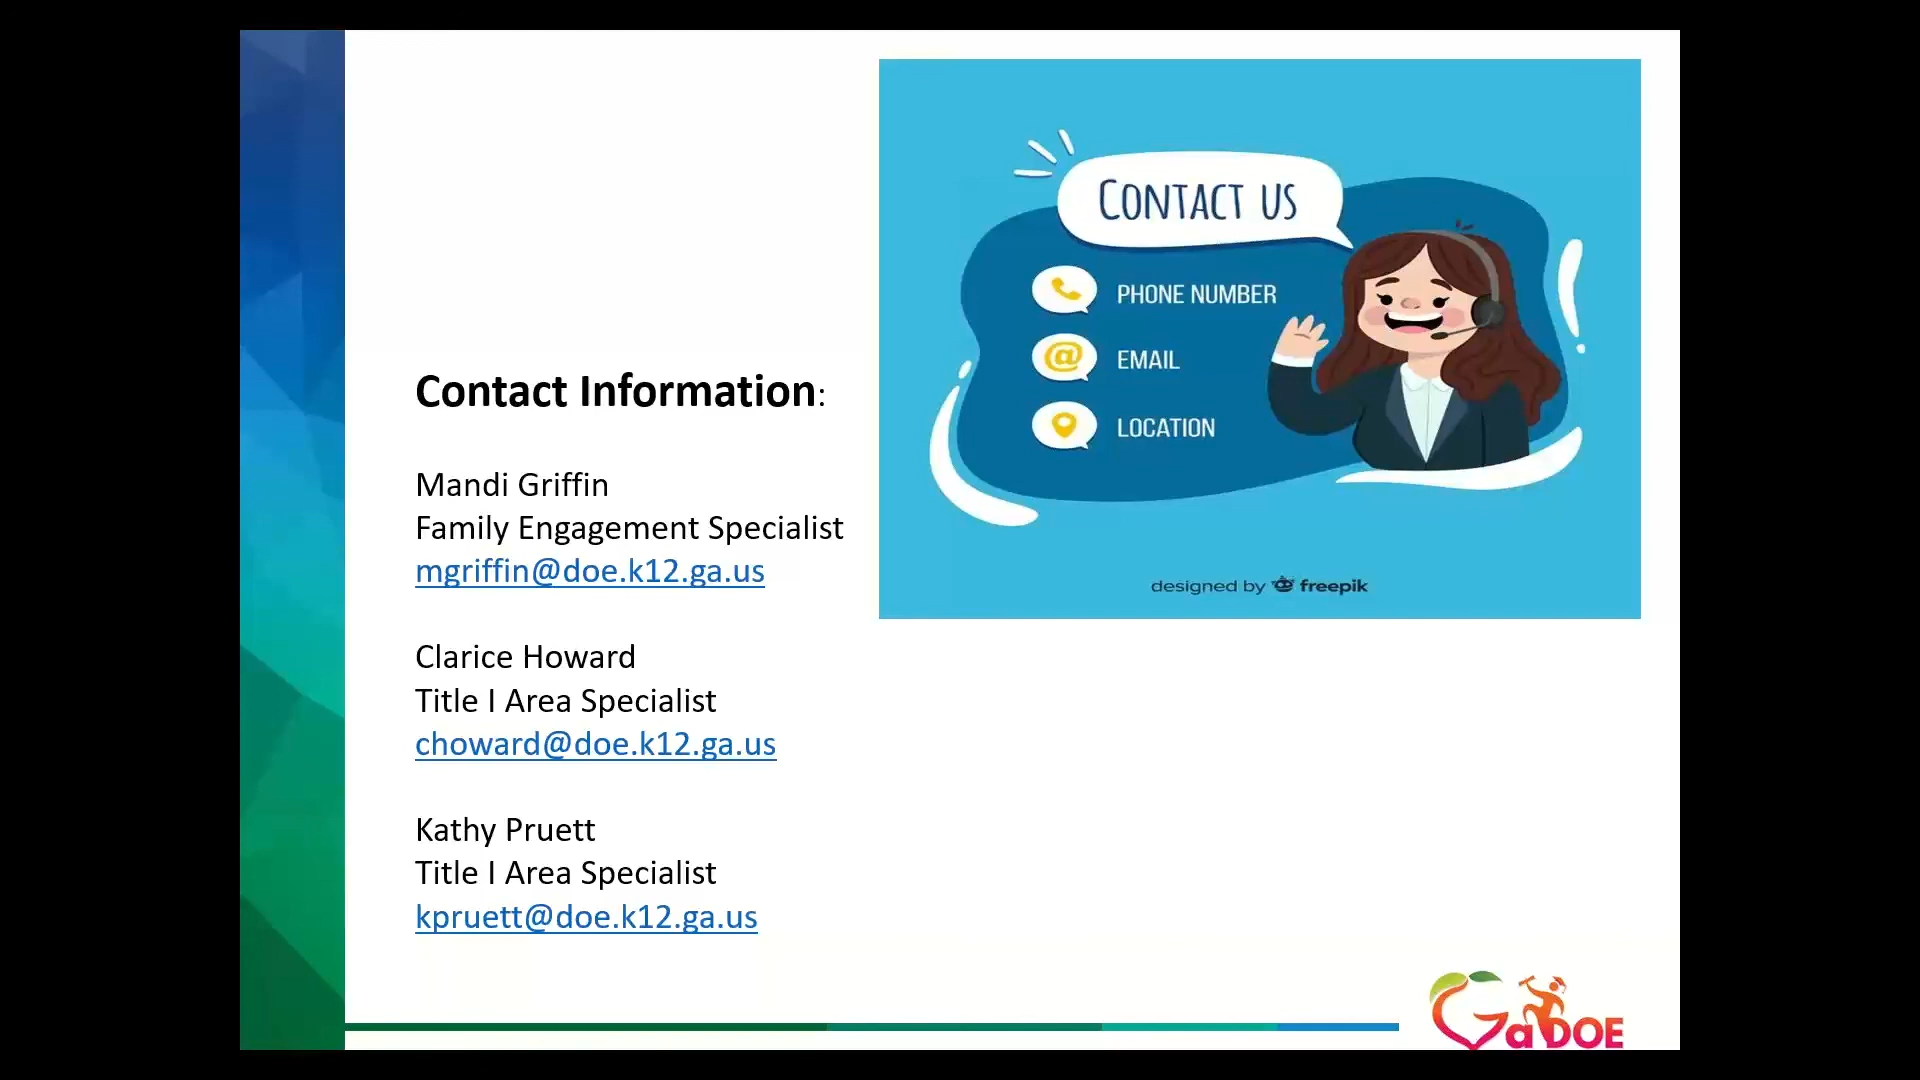 CONTACT US
PHONE NUMBER
EMAIL
LOCATION
designed by freepik
Contact Information:
Mandi Griffin
Family Engagement Specialist
mgriffin@doe.k12.ga.us
Clarice Howard
Title I Area Specialist
choward@doe.k12.ga.us
Kathy Pruett
Title I Area Specialist
kpruett@doe.k12.ga.us
GaDOE